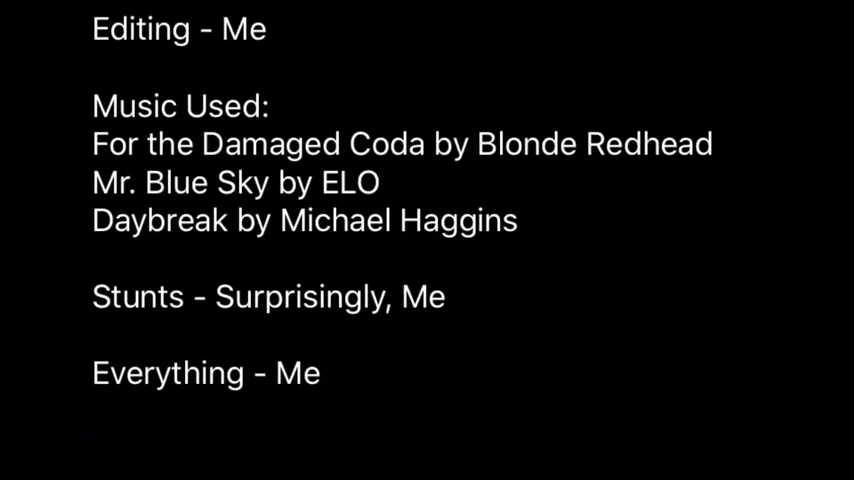 Editing - Me
Music Used:
For the Damaged Coda by Blonde Redhead
Mr. Blue Sky by ELO
Daybreak by Michael Haggins
Stunts - Surprisingly, Me
Everything - Me